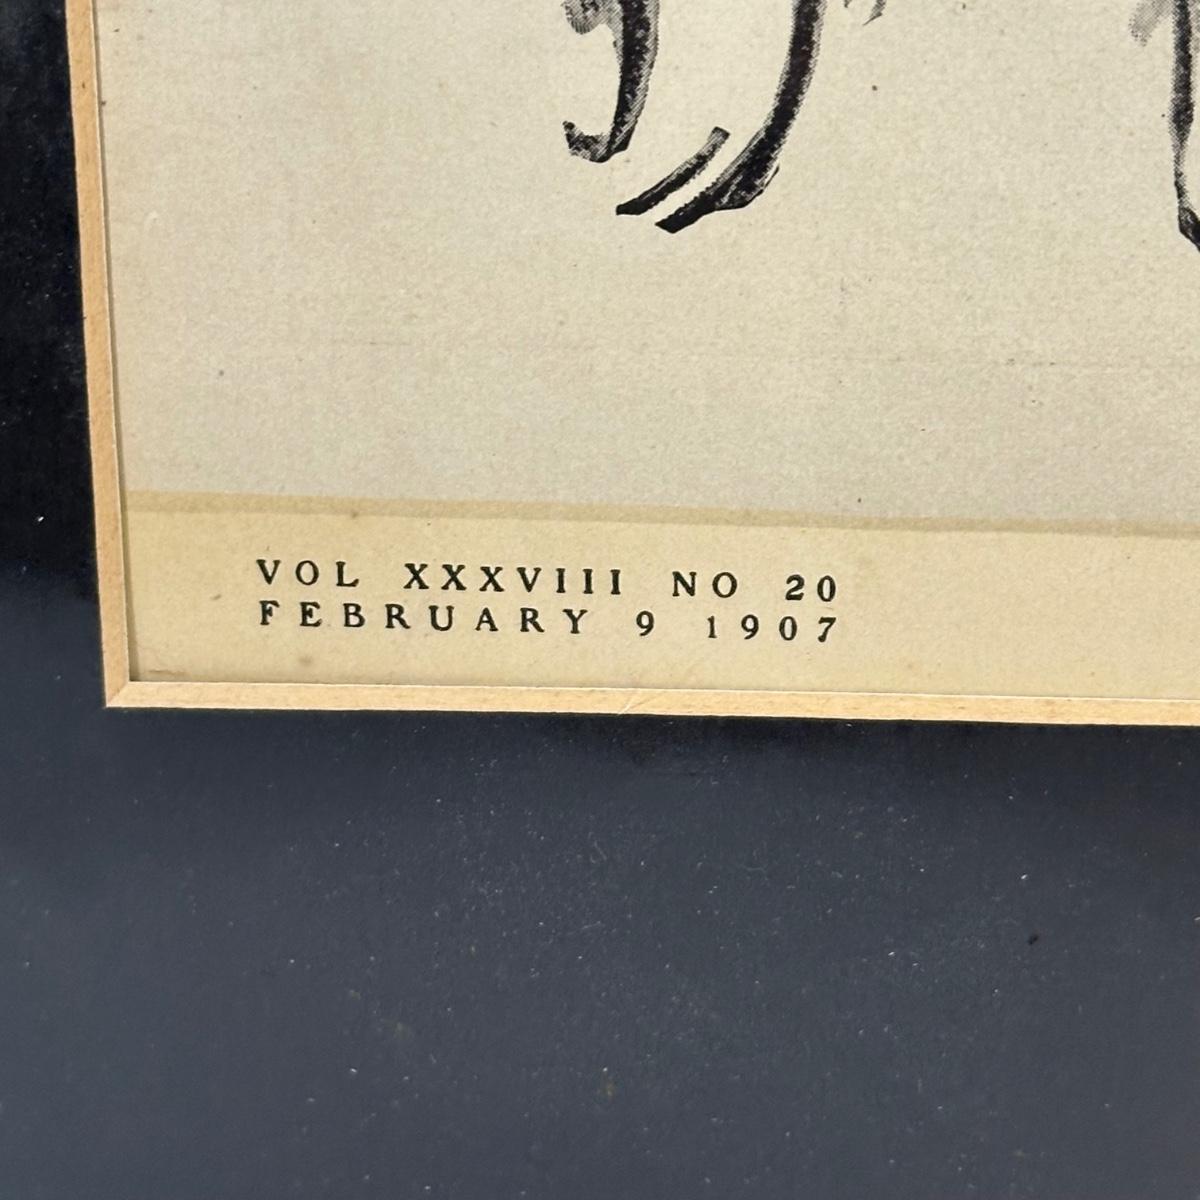 VOL XXXVIII NO 20
FEBRUARY 9 1907